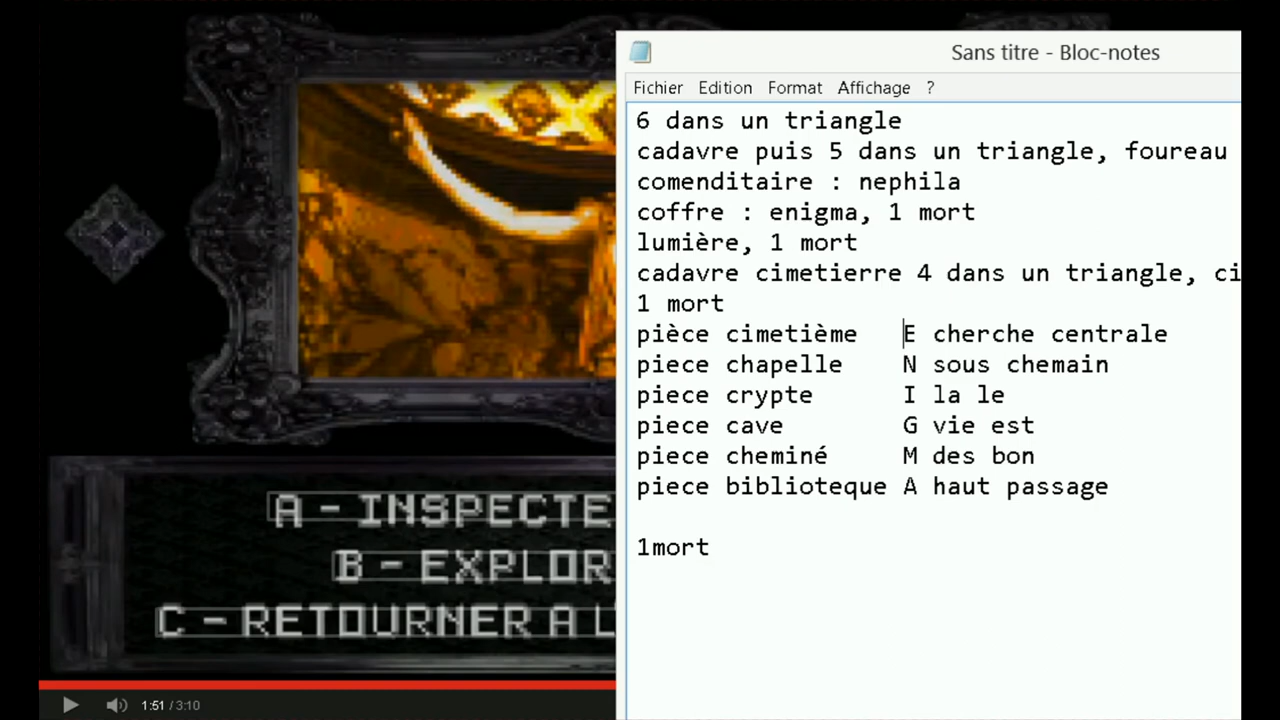 Sans titre - Bloc-notes
Fichier Edition Format Affichage ?
6 dans un triangle
cadavre puis 5 dans un triangle, foureau
comenditaire : nephila
coffre : enigma, 1 mort
lumière, 1 mort
cadavre cimetierre 4 dans un triangle, ci
1 mort
pièce cimetième E cherche centrale
piece chapelle N sous chemain
piece crypte I la le
piece cave G vie est
piece cheminé M des bon
piece biblioteque A haut passage
1mort
A - INSPECTE
B - EXPLOR
C - RETOURNER A L'
1:51 / 3:10